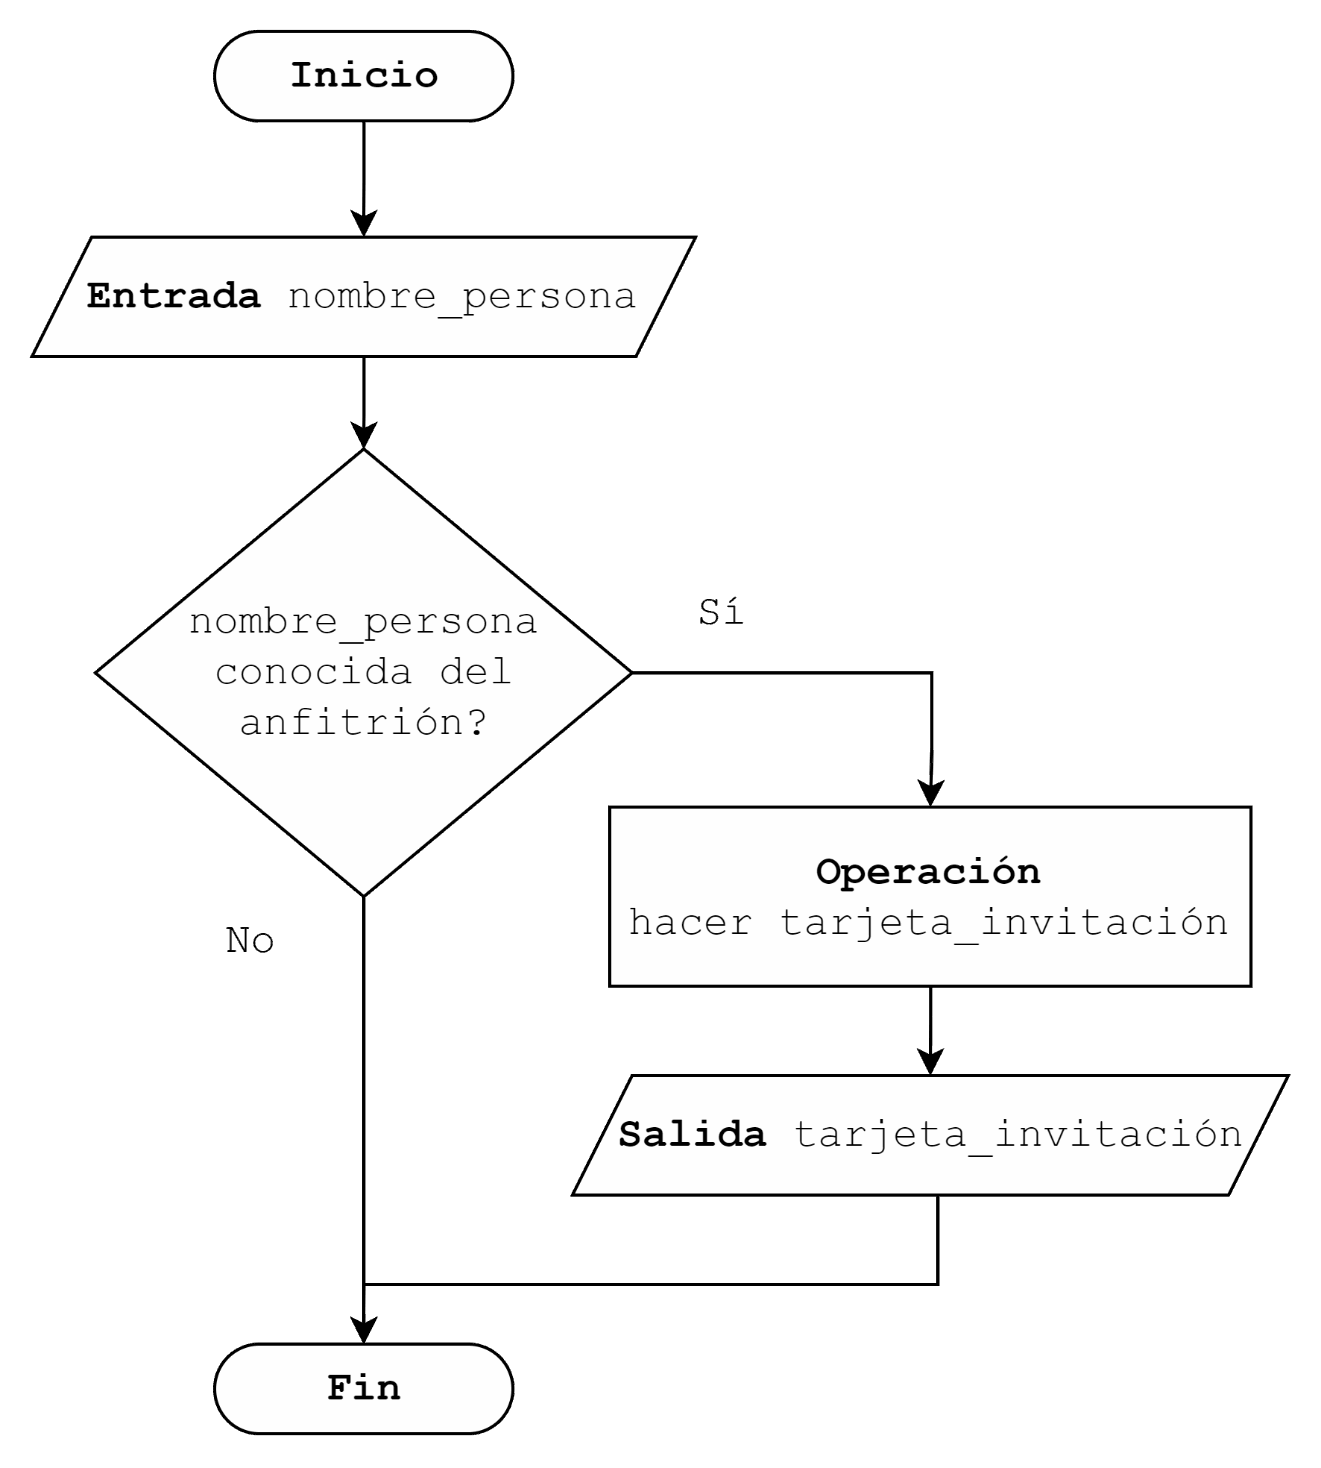 Inicio
Entrada nombre_persona
nombre_persona
conocida del
anfitrión?
Sí
No
Operación
hacer tarjeta_invitación
Salida tarjeta_invitación
Fin